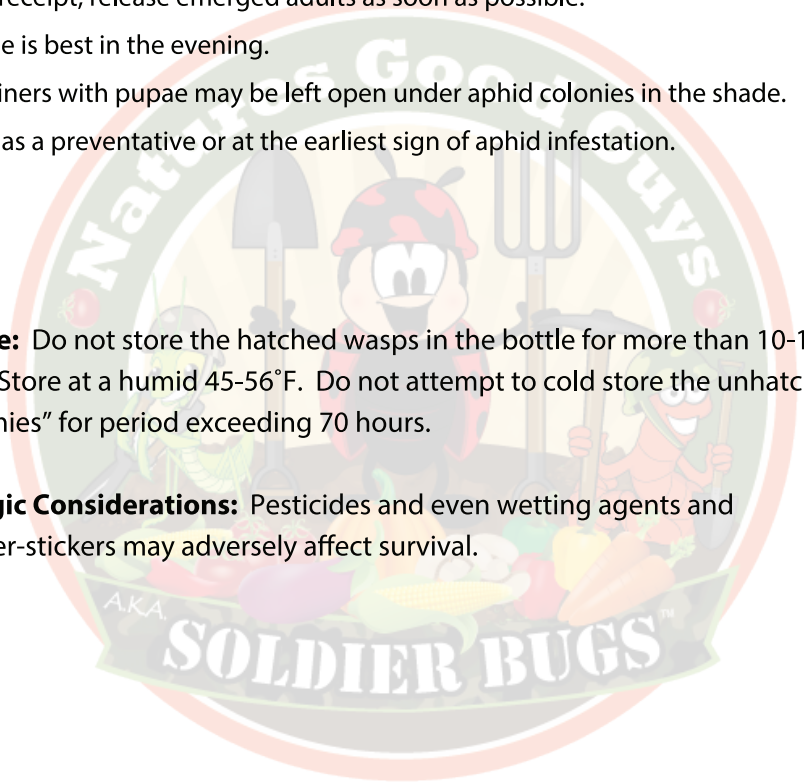 receipt, release emerged adults as soon as possible.
e is best in the evening.
iners with pupae may be left open under aphid colonies in the shade.
as a preventative or at the earliest sign of aphid infestation.
Natures Good Guys
e: Do not store the hatched wasps in the bottle for more than 10-1
Store at a humid 45-56˚F. Do not attempt to cold store the unhatc
nies” for period exceeding 70 hours.
gic Considerations: Pesticides and even wetting agents and
er-stickers may adversely affect survival.
A.K.A.
SOLDIER BUGS™